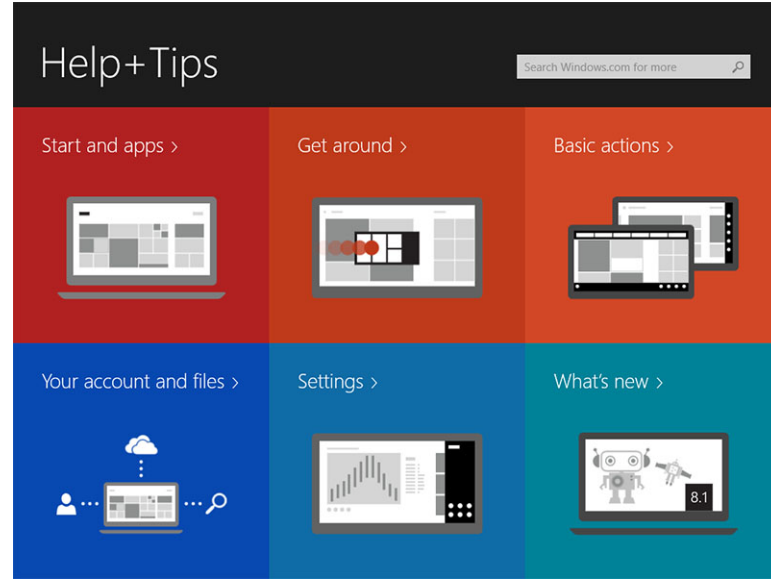 Help+Tips
Search Windows.com for more
Start and apps >
Get around >
Basic actions >
Your account and files >
Settings >
What's new >
8.1